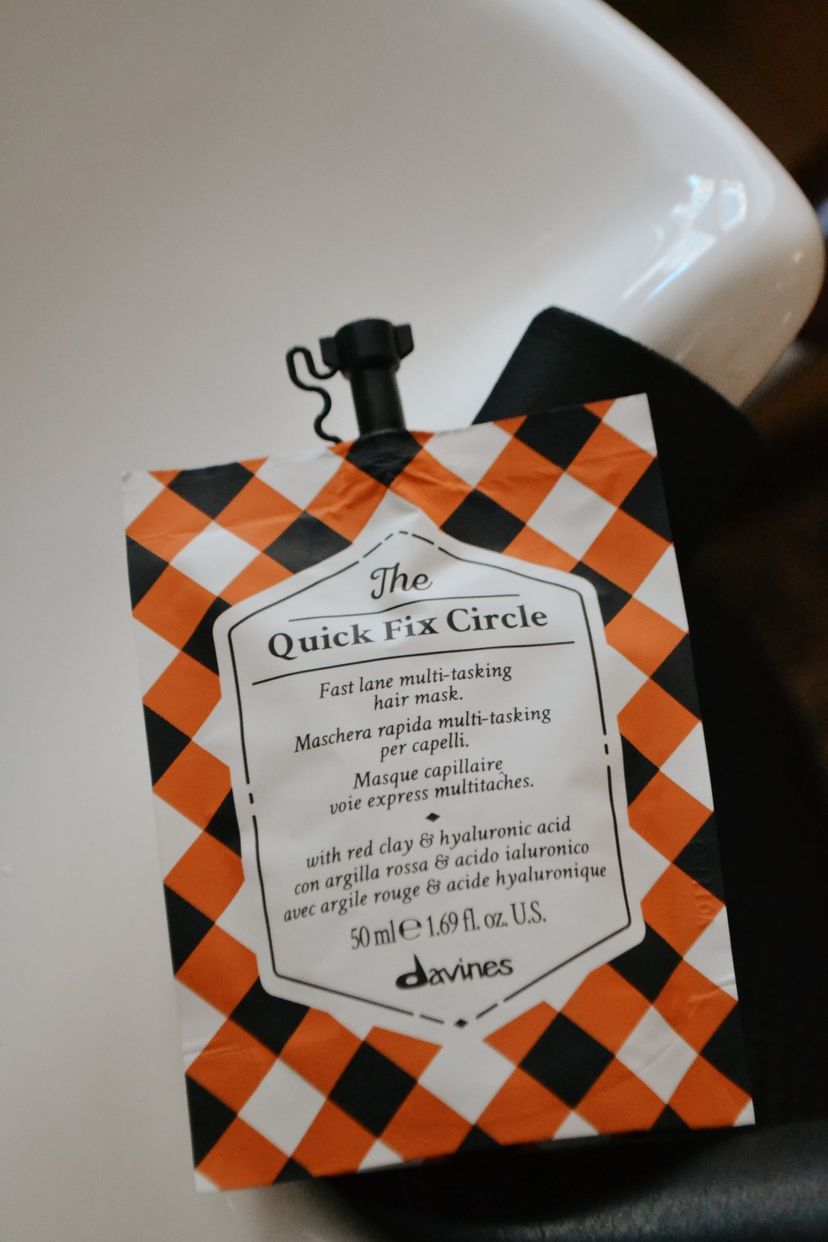 The
Quick Fix Circle
Fast lane multi-tasking
hair mask.
Maschera rapida multi-tasking
per capelli.
Masque capillaire
voie express multitaches.
with red clay & hyaluronic acid
con argilla rossa & acido ialuronico
avec argile rouge & acide hyaluronique
50 ml ℮ 1.69 fl. oz. U.S.
davines